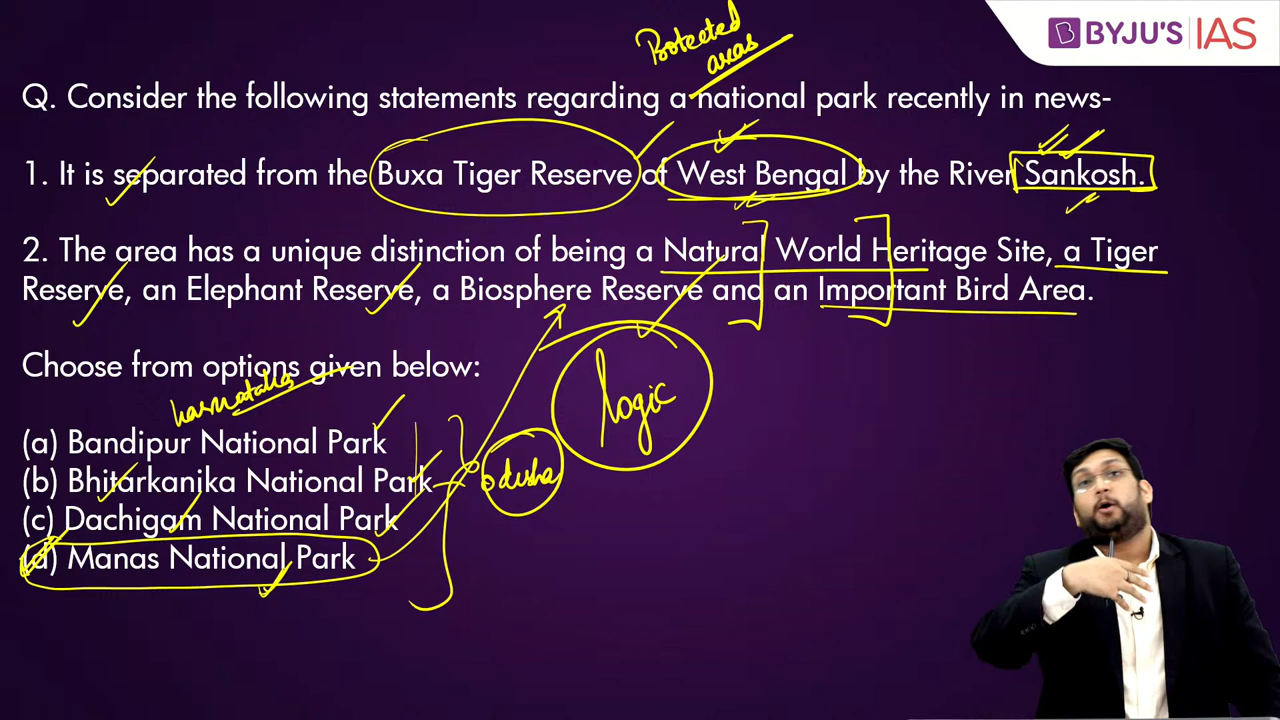 BYJU'S IAS
Protected
areas
Q. Consider the following statements regarding a national park recently in news-
1. It is separated from the Buxa Tiger Reserve of West Bengal by the River Sankosh.
2. The area has a unique distinction of being a Natural World Heritage Site, a Tiger
Reserve, an Elephant Reserve, a Biosphere Reserve and an Important Bird Area.
Choose from options given below:
Karnataka
(a) Bandipur National Park
(b) Bhitarkanika National Park
Odisha
logic
(c) Dachigam National Park
(d) Manas National Park